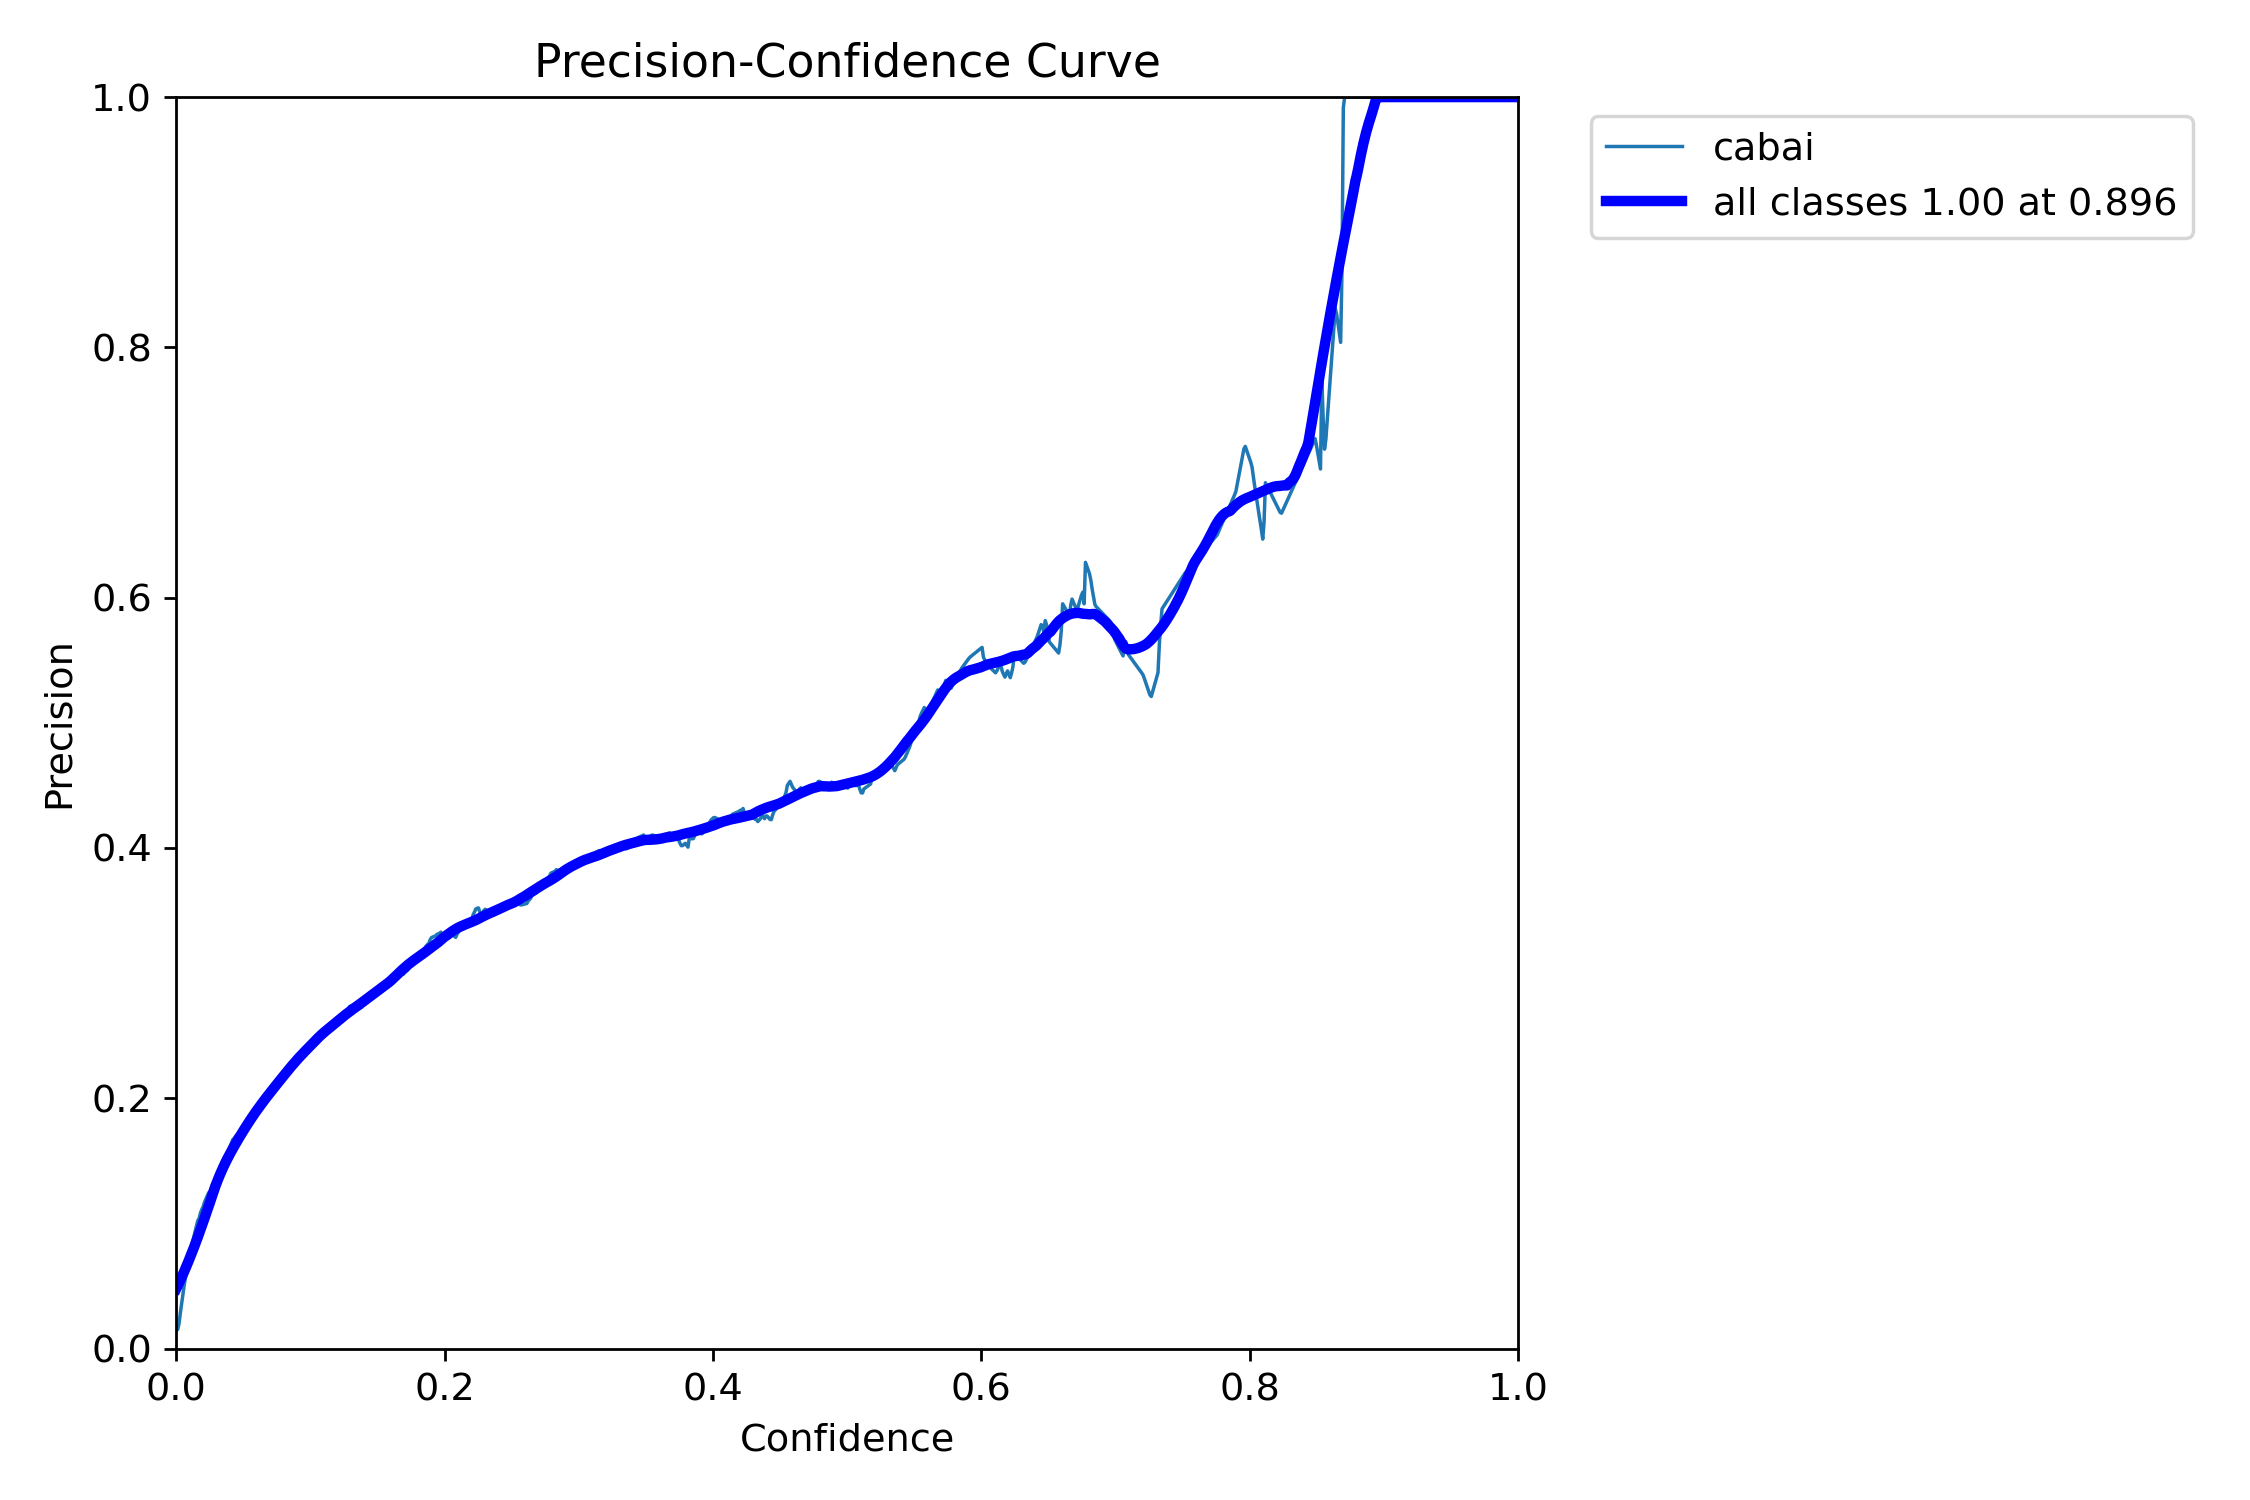 Precision-Confidence Curve
1.0
0.8
0.6
0.4
0.2
0.0
Precision
0.0 0.2 0.4 0.6 0.8 1.0
Confidence
cabai
all classes 1.00 at 0.896